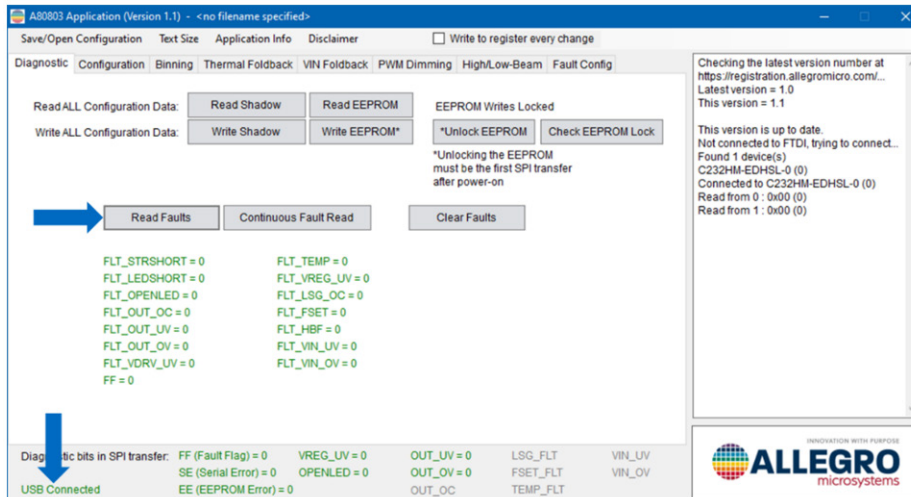 A80803 Application (Version 1.1) - <no filename specified>
Save/Open Configuration Text Size Application Info Disclaimer Write to register every change
Diagnostic Configuration Binning Thermal Foldback VIN Foldback PWM Dimming High/Low-Beam Fault Config
Read ALL Configuration Data: Read Shadow Read EEPROM EEPROM Writes Locked
Write ALL Configuration Data: Write Shadow Write EEPROM* *Unlock EEPROM Check EEPROM Lock
*Unlocking the EEPROM
must be the first SPI transfer
after power-on
Read Faults Continuous Fault Read Clear Faults
FLT_STRSHORT = 0 FLT_TEMP = 0
FLT_LEDSHORT = 0 FLT_VREG_UV = 0
FLT_OPENLED = 0 FLT_LSG_OC = 0
FLT_OUT_OC = 0 FLT_FSET = 0
FLT_OUT_UV = 0 FLT_HBF = 0
FLT_OUT_OV = 0 FLT_VIN_UV = 0
FLT_VDRV_UV = 0 FLT_VIN_OV = 0
FF = 0
Checking the latest version number at
https://registration.allegromicro.com/...
Latest version = 1.0
This version = 1.1
This version is up to date.
Not connected to FTDI, trying to connect...
Found 1 device(s)
C232HM-EDHSL-0 (0)
Connected to C232HM-EDHSL-0 (0)
Read from 0 : 0x00 (0)
Read from 1 : 0x00 (0)
Diagnostic bits in SPI transfer: FF (Fault Flag) = 0 VREG_UV = 0 OUT_UV = 0 LSG_FLT VIN_UV
SE (Serial Error) = 0 OPENLED = 0 OUT_OV = 0 FSET_FLT VIN_OV
USB Connected EE (EEPROM Error) = 0 OUT_OC TEMP_FLT
INNOVATION WITH PURPOSE
ALLEGRO
microsystems